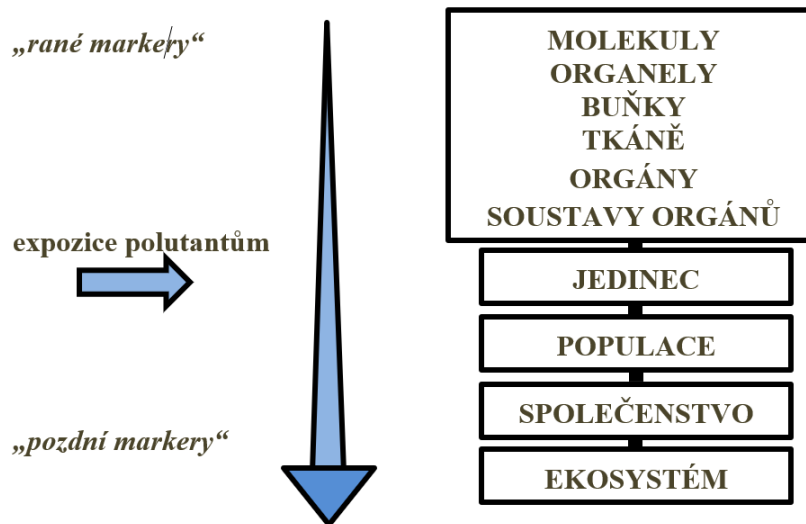 „rané markery“
expozice polutantům
„pozdní markery“
MOLEKULY
ORGANELY
BUŇKY
TKÁNĚ
ORGÁNY
SOUSTAVY ORGÁNŮ
JEDINEC
POPULACE
SPOLEČENSTVO
EKOSYSTÉM